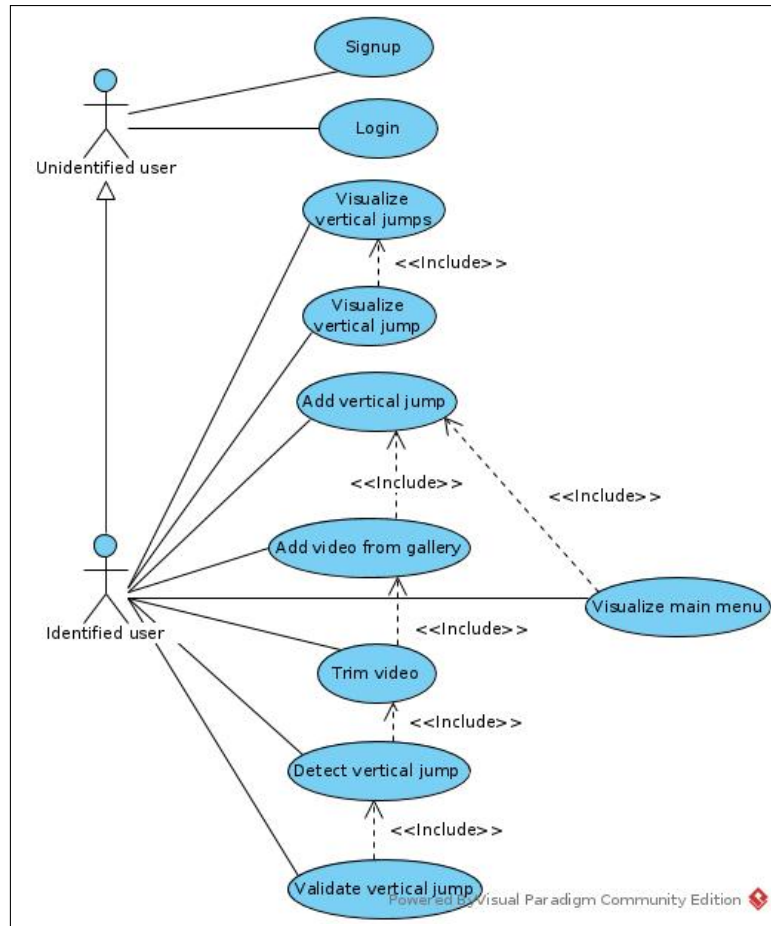 Signup
Login
Unidentified user
Visualize
vertical jumps
<<Include>>
Visualize
vertical jump
Add vertical jump
<<Include>>
<<Include>>
Add video from gallery
Visualize main menu
Identified user
<<Include>>
Trim video
<<Include>>
Detect vertical jump
<<Include>>
Validate vertical jump
Powered ByVisual Paradigm Community Edition